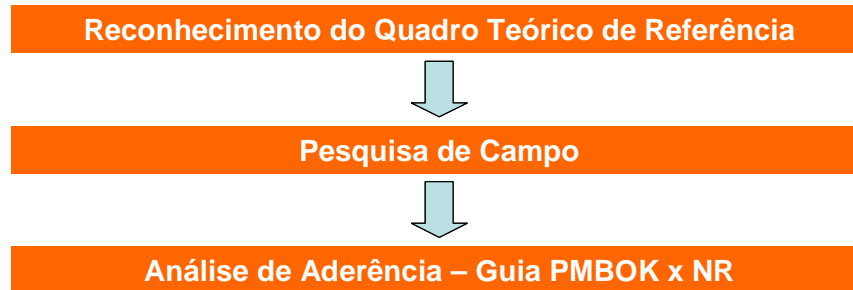 Reconhecimento do Quadro Teórico de Referência
Pesquisa de Campo
Análise de Aderência – Guia PMBOK x NR